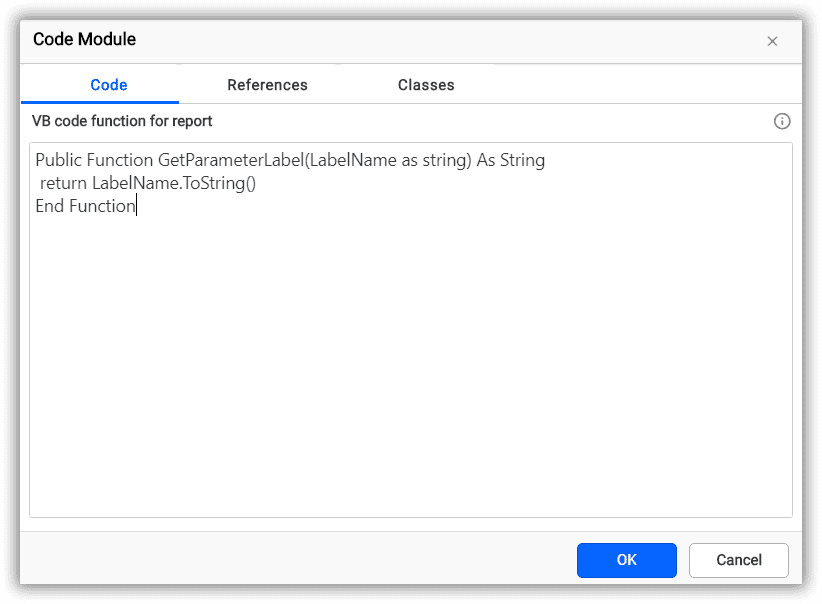 Code Module
Code References Classes
VB code function for report
Public Function GetParameterLabel(LabelName as string) As String
return LabelName.ToString()
End Function
OK Cancel